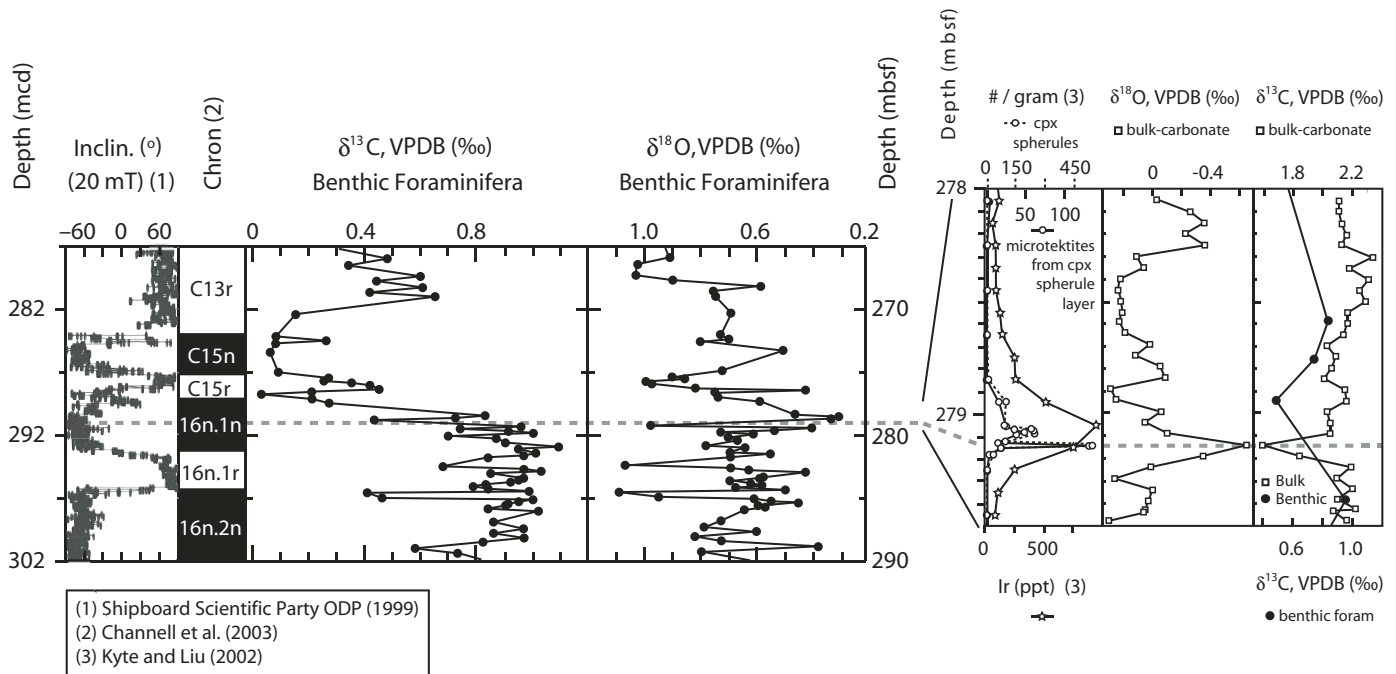 Depth (mcd)
Inclin. (º)
(20 mT) (1)
Chron (2)
δ¹³C, VPDB (‰)
Benthic Foraminifera
δ¹⁸O, VPDB (‰)
Benthic Foraminifera
Depth (mbsf)
−60 0 60
0 0.4 0.8
1.0 0.6 0.2
282
292
302
C13r
C15n
C15r
16n.1n
16n.1r
16n.2n
270
280
290
Depth (mbsf)
# / gram (3)
cpx
spherules
0 150 450
δ¹⁸O, VPDB (‰)
bulk-carbonate
0 -0.4
δ¹³C, VPDB (‰)
bulk-carbonate
1.8 2.2
278
279
50 100
microtektites
from cpx
spherule
layer
Bulk
Benthic
0 500
Ir (ppt) (3)
0.6 1.0
δ¹³C, VPDB (‰)
benthic foram
(1) Shipboard Scientific Party ODP (1999)
(2) Channell et al. (2003)
(3) Kyte and Liu (2002)